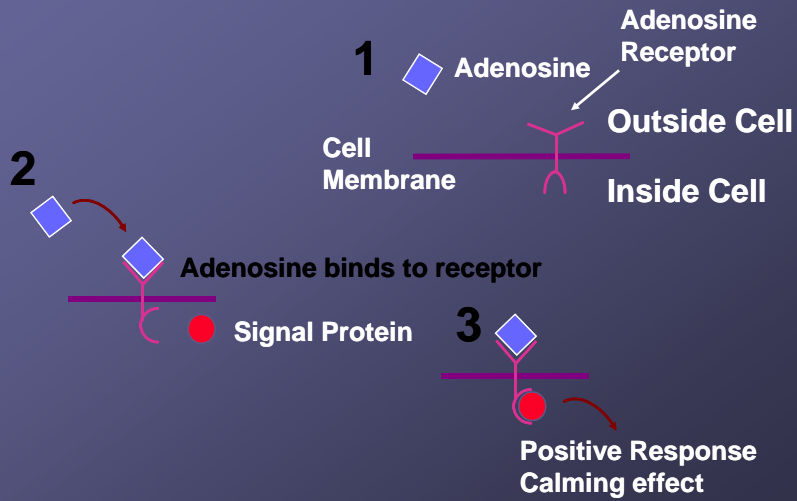 1
Adenosine
Adenosine
Receptor
Outside Cell
Cell
Membrane
Inside Cell
2
Adenosine binds to receptor
Signal Protein
3
Positive Response
Calming effect